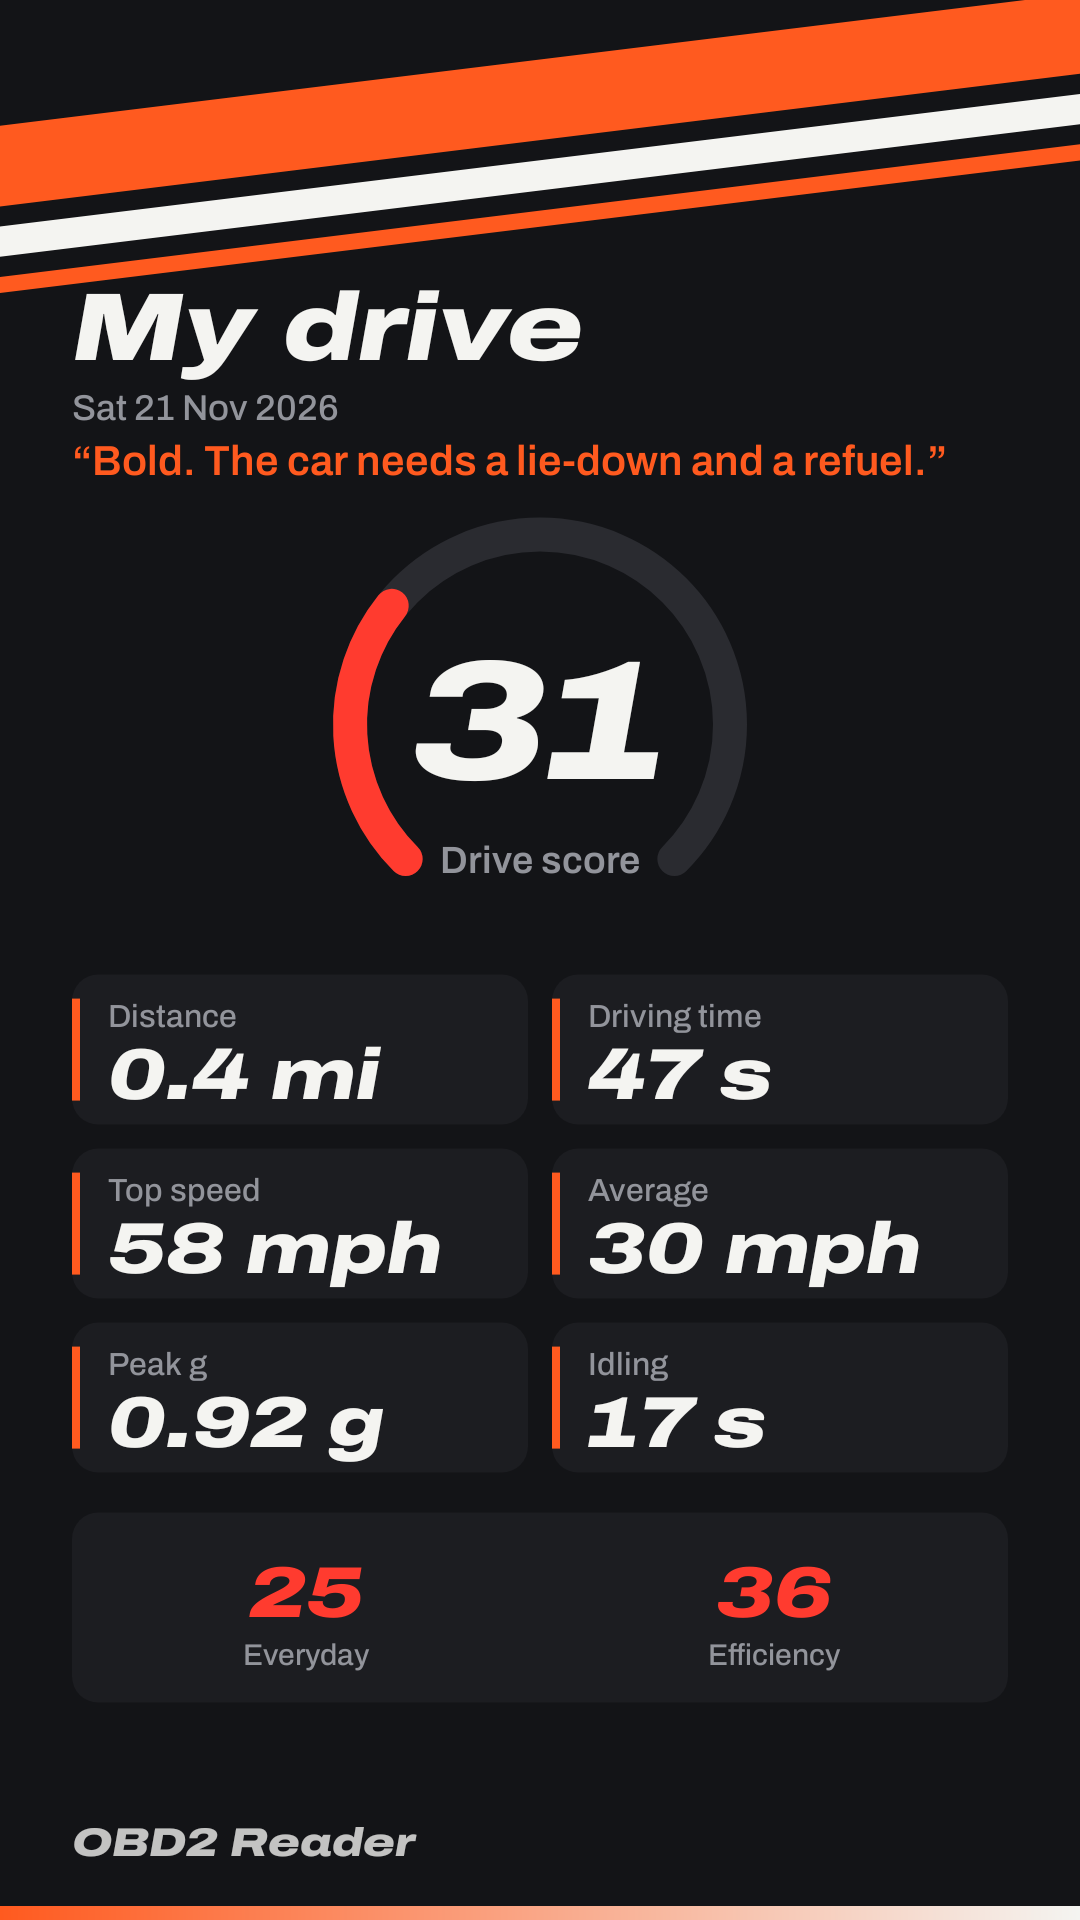 My drive
Sat 21 Nov 2026
“Bold. The car needs a lie-down and a refuel.”
31
Drive score
Distance
0.4 mi
Driving time
47 s
Top speed
58 mph
Average
30 mph
Peak g
0.92 g
Idling
17 s
25
Everyday
36
Efficiency
OBD2 Reader